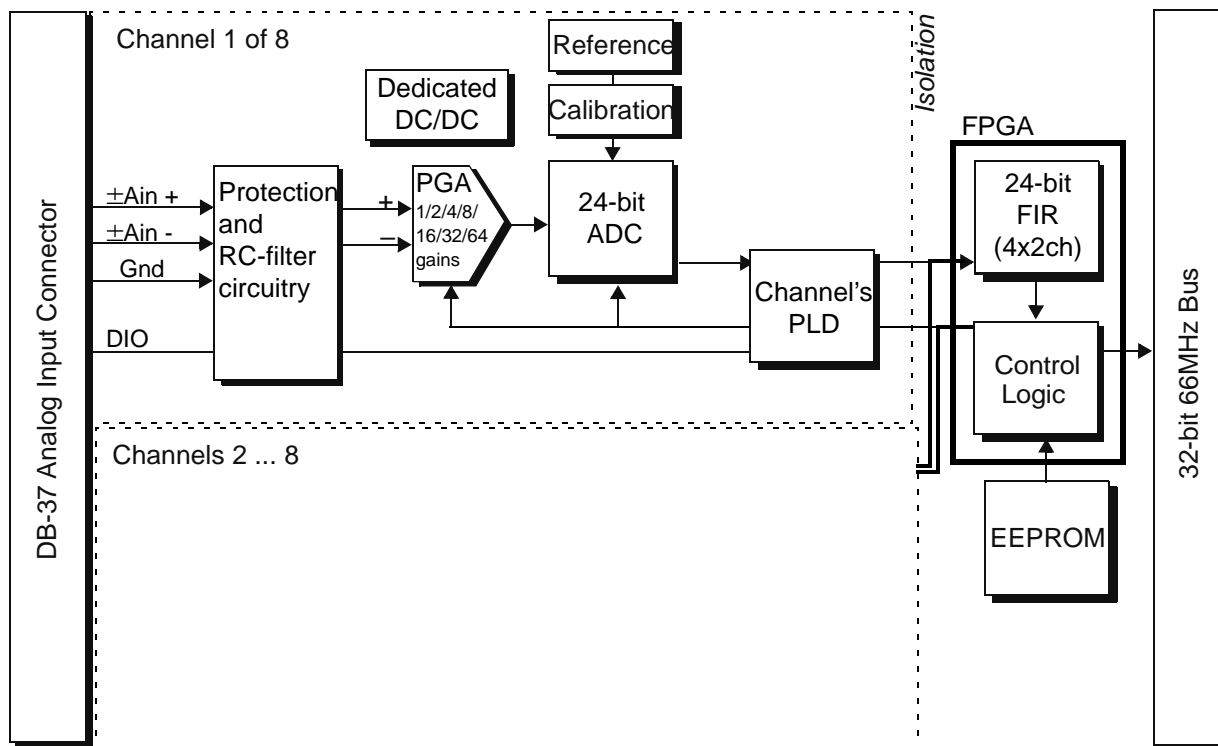 DB-37 Analog Input Connector
Channel 1 of 8
Reference
Calibration
Dedicated
DC/DC
Isolation
±Ain +
±Ain -
Gnd
DIO
Protection
and
RC-filter
circuitry
+
−
PGA
1/2/4/8/
16/32/64
gains
24-bit
ADC
Channel's
PLD
FPGA
24-bit
FIR
(4x2ch)
Control
Logic
EEPROM
32-bit 66MHz Bus
Channels 2 ... 8